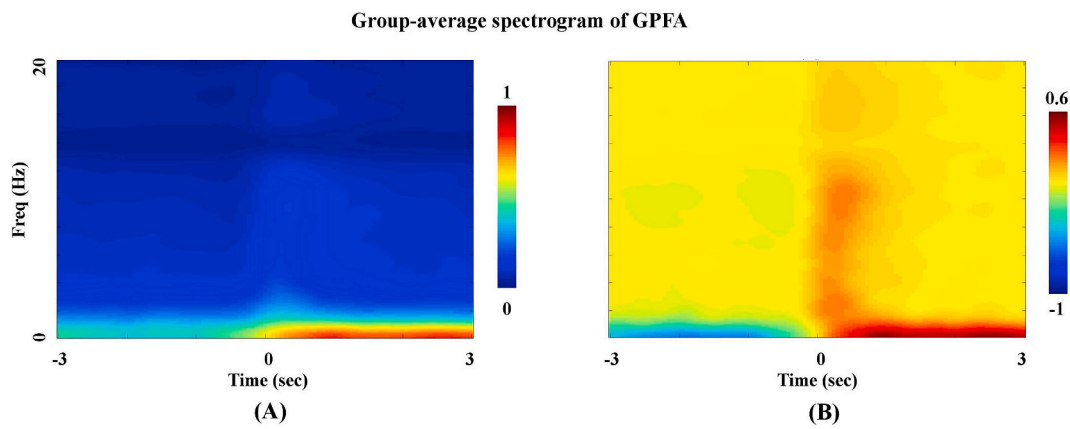 Group-average spectrogram of GPFA
20
Freq (Hz)
0
-3
0
3
Time (sec)
(A)
1
0
-3
0
3
Time (sec)
(B)
0.6
-1